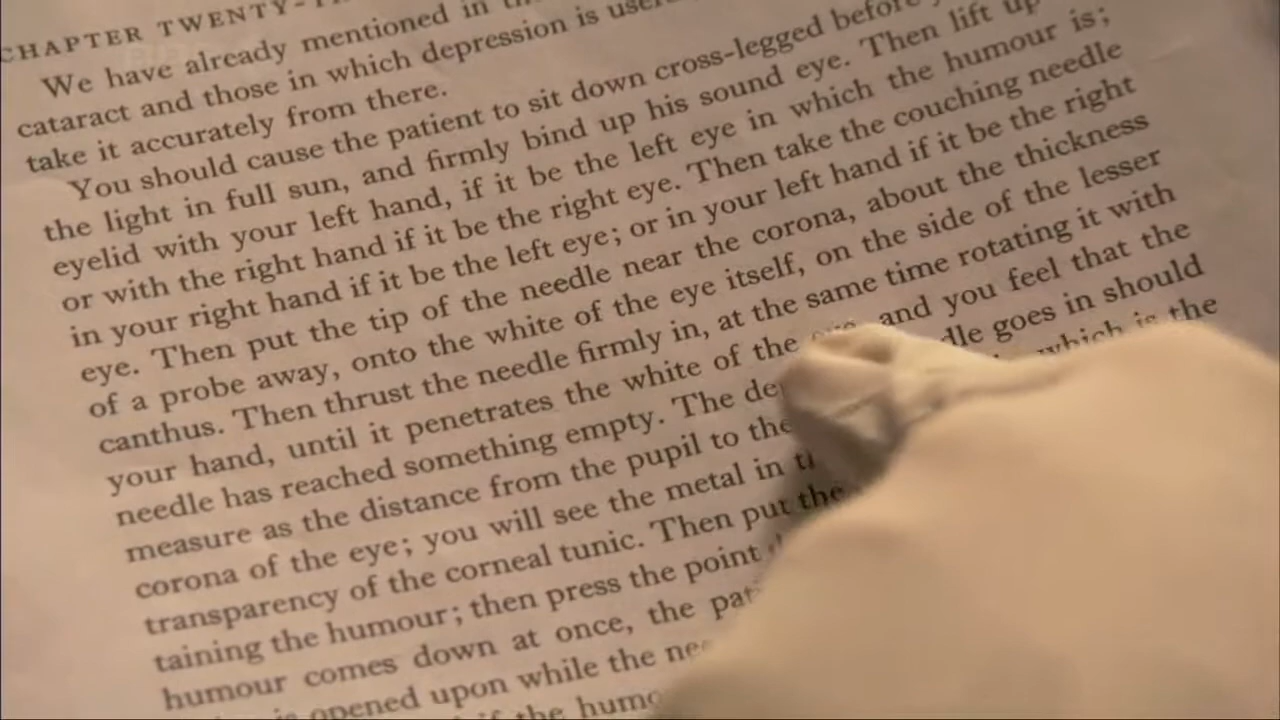 CHAPTER TWENTY-
We have already mentioned in
cataract and those in which depression is
take it accurately from there.
You should cause the patient to sit down cross-legged before
the light in full sun, and firmly bind up his sound eye. Then lift up
eyelid with your left hand, if it be the left eye in which the humour is;
or with the right hand if it be the right eye. Then take the couching needle
in your right hand if it be the left eye; or in your left hand if it be the right
eye. Then put the tip of the needle near the corona, about the thickness
of a probe away, onto the white of the eye itself, on the side of the lesser
canthus. Then thrust the needle firmly in, at the same time rotating it with
your hand, until it penetrates the white of the eye, and you feel that the
needle has reached something empty. The goes in should
measure as the distance from the pupil to the which is the
corona of the eye; you will see the metal in
transparency of the corneal tunic. Then put the
taining the humour; then press the point
humour comes down at once, the
is opened upon while the
if the